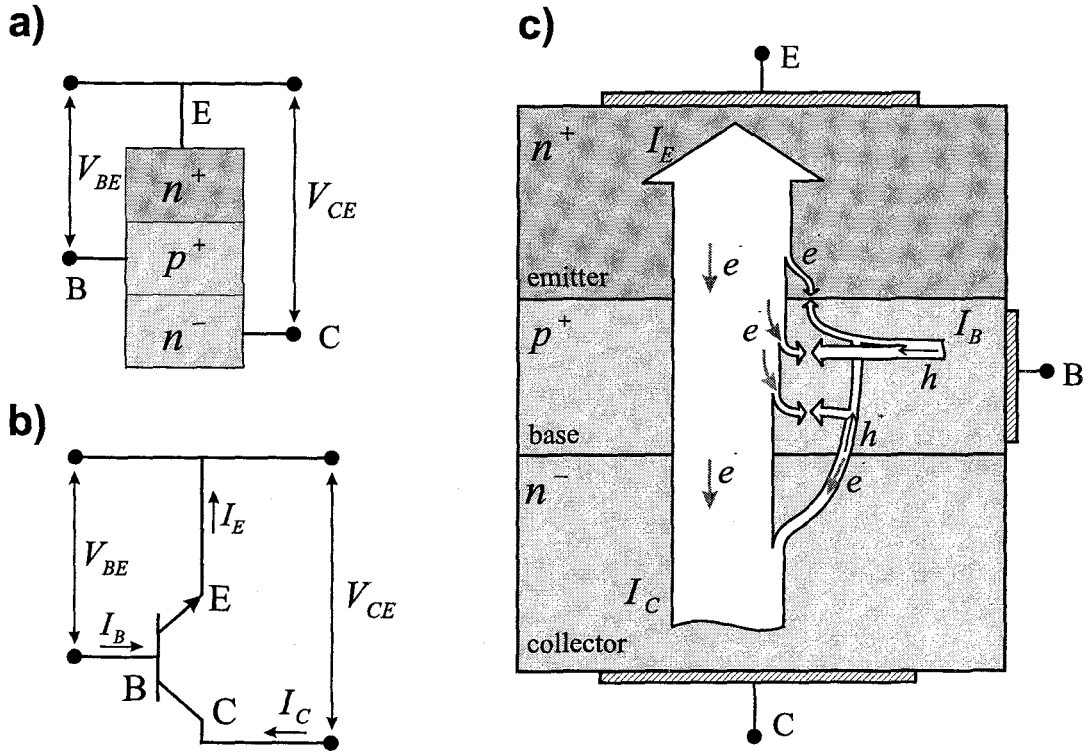 a)
E
V_BE
V_CE
n⁺
p⁺
B
n⁻
C
b)
I_E
V_BE
E
V_CE
I_B
B
C
I_C
c)
E
n⁺
I_E
e
e
emitter
p⁺
I_B
e
h
B
base
h
n⁻
e
e
I_C
collector
C